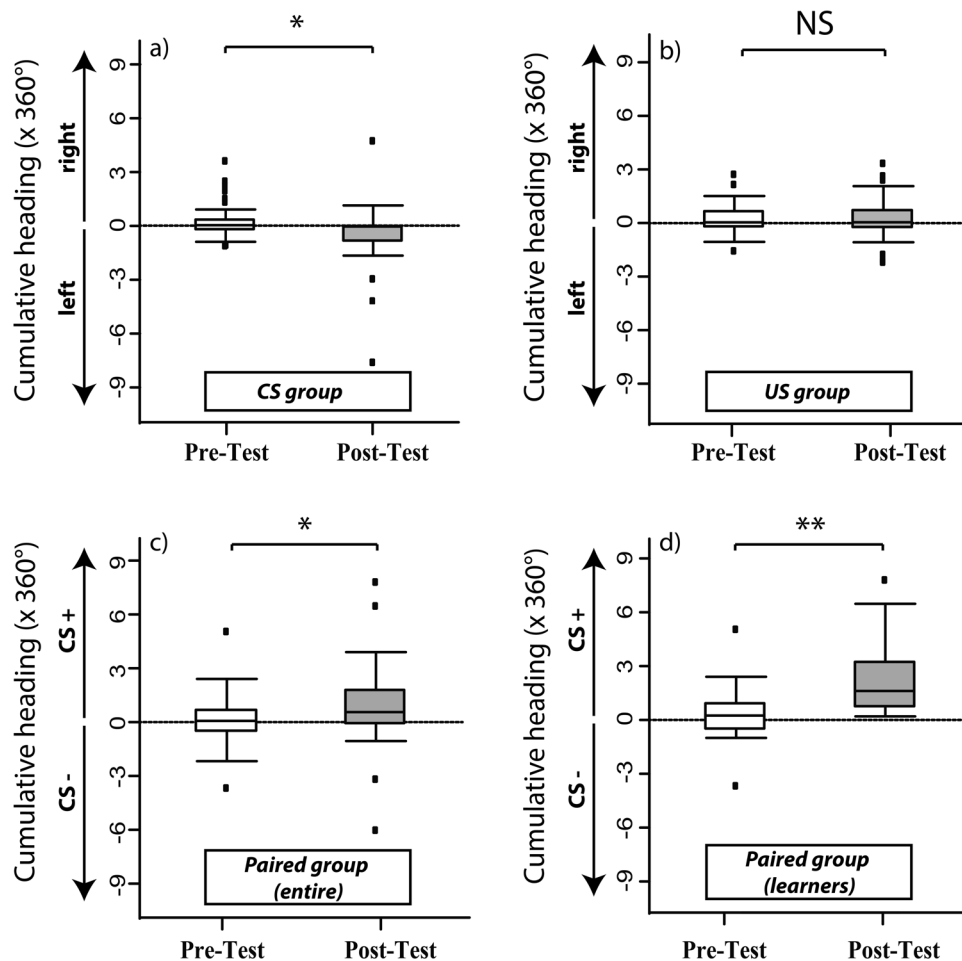 *
a)
Cumulative heading (x 360°)
right
left
9
6
3
0
-3
-6
-9
CS group
Pre-Test
Post-Test
NS
b)
Cumulative heading (x 360°)
right
left
9
6
3
0
-3
-6
-9
US group
Pre-Test
Post-Test
*
c)
Cumulative heading (x 360°)
CS +
CS -
9
6
3
0
-3
-6
-9
Paired group
(entire)
Pre-Test
Post-Test
**
d)
Cumulative heading (x 360°)
CS +
CS -
9
6
3
0
-3
-6
-9
Paired group
(learners)
Pre-Test
Post-Test